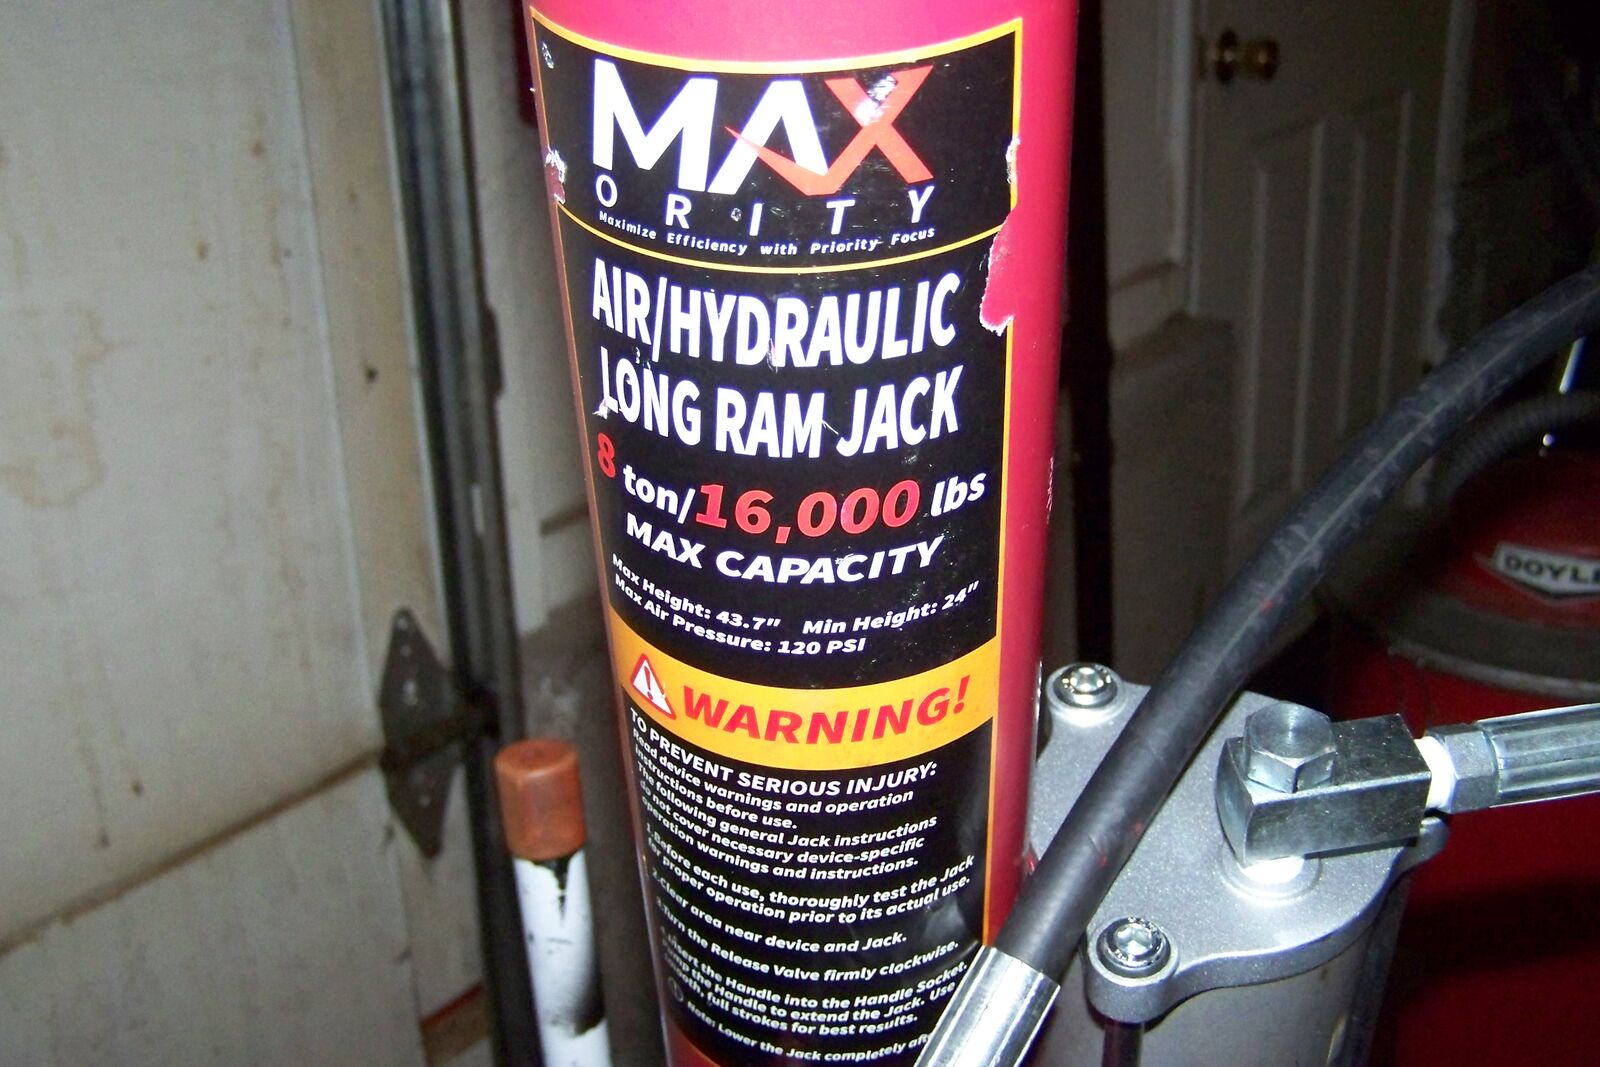 MAX
ORITY
Maximize Efficiency with Priority Focus
AIR/HYDRAULIC
LONG RAM JACK
8 ton/16,000 lbs
MAX CAPACITY
Max Height: 43.7" Min Height: 24"
Max Air Pressure: 120 PSI
WARNING!
TO PREVENT SERIOUS INJURY:
Read device warnings and operation
instructions before use.
The following general Jack instructions
do not cover necessary device-specific
operation warnings and instructions.
1.Before each use, thoroughly test the Jack
for proper operation prior to its actual use.
2.Clear area near device and Jack.
Turn the Release Valve firmly clockwise.
Insert the Handle into the Handle Socket.
Pump the Handle to extend the Jack. Use
smooth, full strokes for best results.
Note: Lower the Jack completely
DOYL